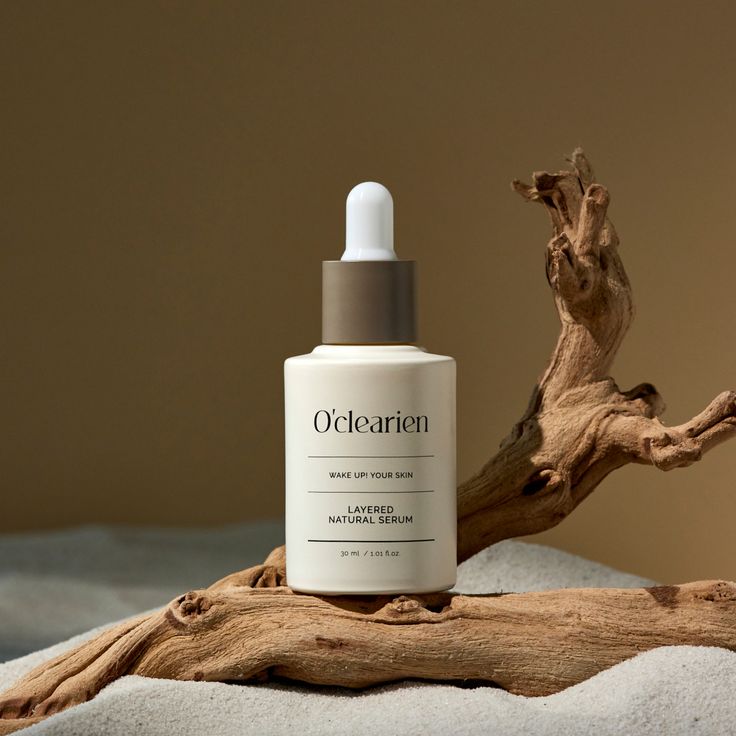 O'clearien
WAKE UP! YOUR SKIN
LAYERED
NATURAL SERUM
30 ml / 1.01 fl.oz.